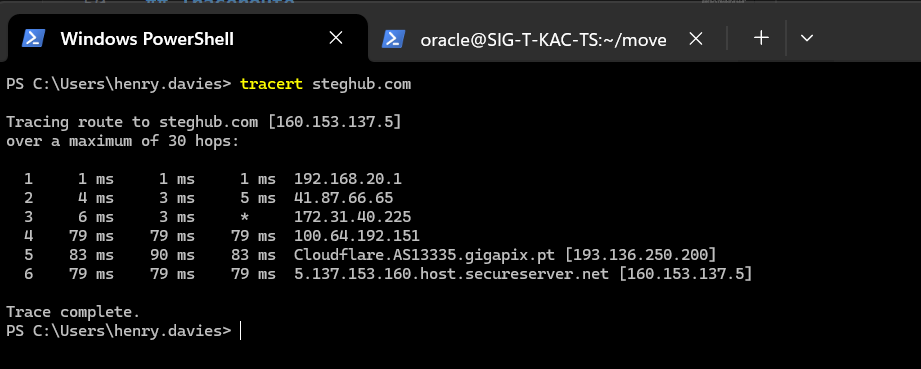 ## Traceroute
Windows PowerShell
oracle@SIG-T-KAC-TS:~/move
PS C:\Users\henry.davies> tracert steghub.com
Tracing route to steghub.com [160.153.137.5]
over a maximum of 30 hops:
1 1 ms 1 ms 1 ms 192.168.20.1
2 4 ms 3 ms 5 ms 41.87.66.65
3 6 ms 3 ms * 172.31.40.225
4 79 ms 79 ms 79 ms 100.64.192.151
5 83 ms 90 ms 83 ms Cloudflare.AS13335.gigapix.pt [193.136.250.200]
6 79 ms 79 ms 79 ms 5.137.153.160.host.secureserver.net [160.153.137.5]
Trace complete.
PS C:\Users\henry.davies>